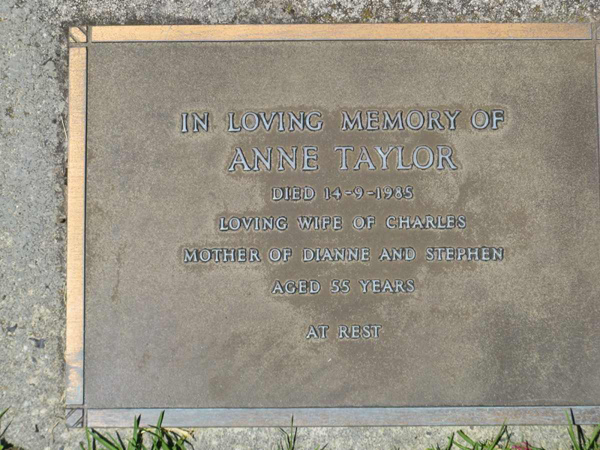 IN LOVING MEMORY OF
ANNE TAYLOR
DIED 14-9-1985
LOVING WIFE OF CHARLES
MOTHER OF DIANNE AND STEPHEN
AGED 55 YEARS
AT REST